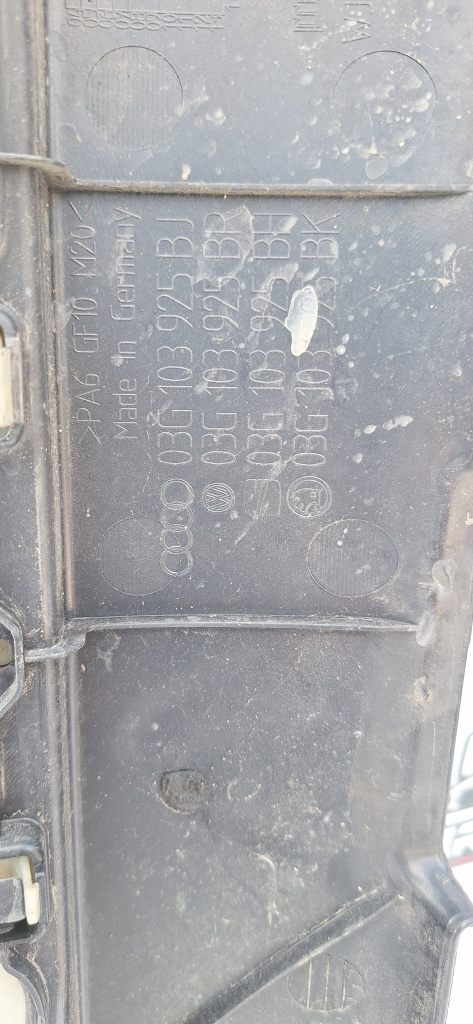 >PA6 GF10 M20<
Made in Germany
03G 103 925 BJ
03G 103 925 BR
03G 103 925 BH
03G 103 925 BK